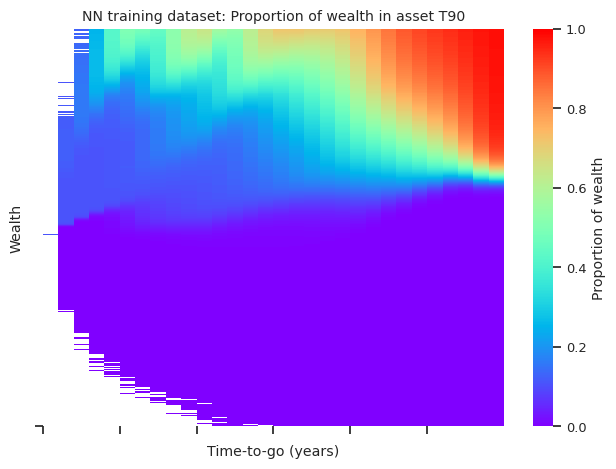 NN training dataset: Proportion of wealth in asset T90
1.0
0.8
0.6
0.4
0.2
0.0
Proportion of wealth
Wealth
Time-to-go (years)